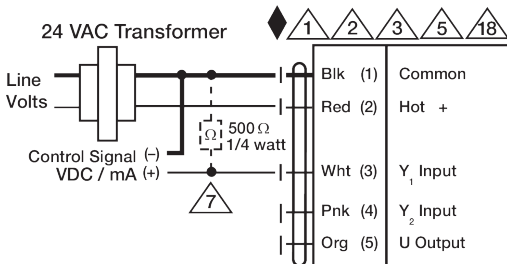 24 VAC Transformer
1 2 3 5 18
Line
Volts
Blk (1) Common
Red (2) Hot +
Ω 500 Ω
1/4 watt
Control Signal (–)
VDC / mA (+)
7
Wht (3) Y1 Input
Pnk (4) Y2 Input
Org (5) U Output